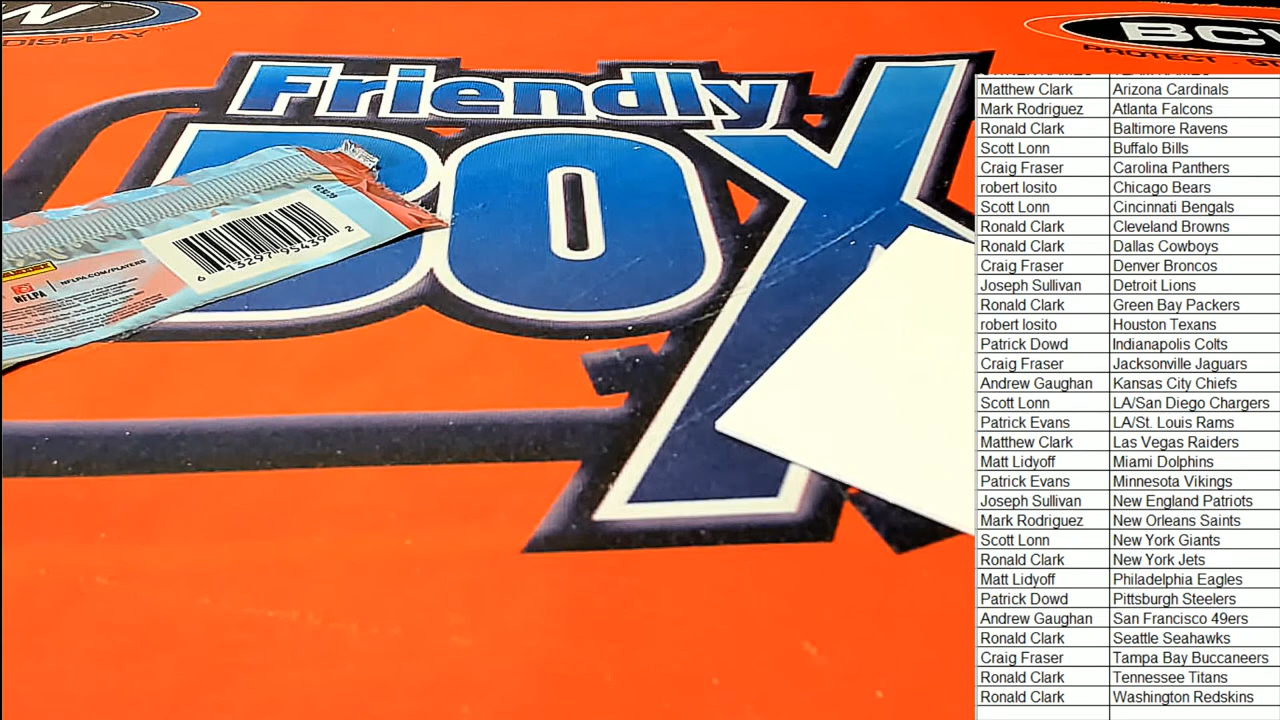 DISPLAY
BCW
PROTECT
Friendly
BOX
NFLPA
NFLPA.COM/PLAYERS
6 13297 95439 2
Matthew Clark Arizona Cardinals
Mark Rodriguez Atlanta Falcons
Ronald Clark Baltimore Ravens
Scott Lonn Buffalo Bills
Craig Fraser Carolina Panthers
robert losito Chicago Bears
Scott Lonn Cincinnati Bengals
Ronald Clark Cleveland Browns
Ronald Clark Dallas Cowboys
Craig Fraser Denver Broncos
Joseph Sullivan Detroit Lions
Ronald Clark Green Bay Packers
robert losito Houston Texans
Patrick Dowd Indianapolis Colts
Craig Fraser Jacksonville Jaguars
Andrew Gaughan Kansas City Chiefs
Scott Lonn LA/San Diego Chargers
Patrick Evans LA/St. Louis Rams
Matthew Clark Las Vegas Raiders
Matt Lidyoff Miami Dolphins
Patrick Evans Minnesota Vikings
Joseph Sullivan New England Patriots
Mark Rodriguez New Orleans Saints
Scott Lonn New York Giants
Ronald Clark New York Jets
Matt Lidyoff Philadelphia Eagles
Patrick Dowd Pittsburgh Steelers
Andrew Gaughan San Francisco 49ers
Ronald Clark Seattle Seahawks
Craig Fraser Tampa Bay Buccaneers
Ronald Clark Tennessee Titans
Ronald Clark Washington Redskins